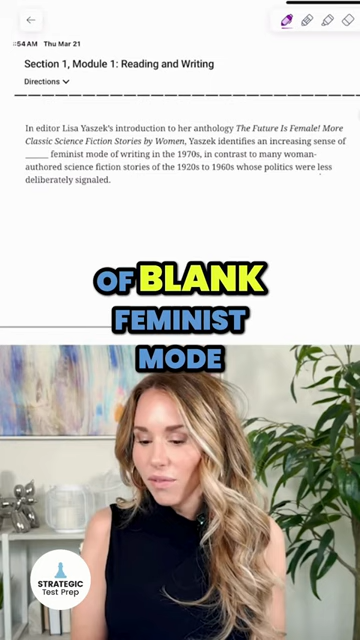 :54 AM Thu Mar 21
Section 1, Module 1: Reading and Writing
Directions
In editor Lisa Yaszek's introduction to her anthology The Future Is Female! More
Classic Science Fiction Stories by Women, Yaszek identifies an increasing sense of
______ feminist mode of writing in the 1970s, in contrast to many woman-
authored science fiction stories of the 1920s to 1960s whose politics were less
deliberately signaled.
OF BLANK
FEMINIST
MODE
STRATEGIC
Test Prep